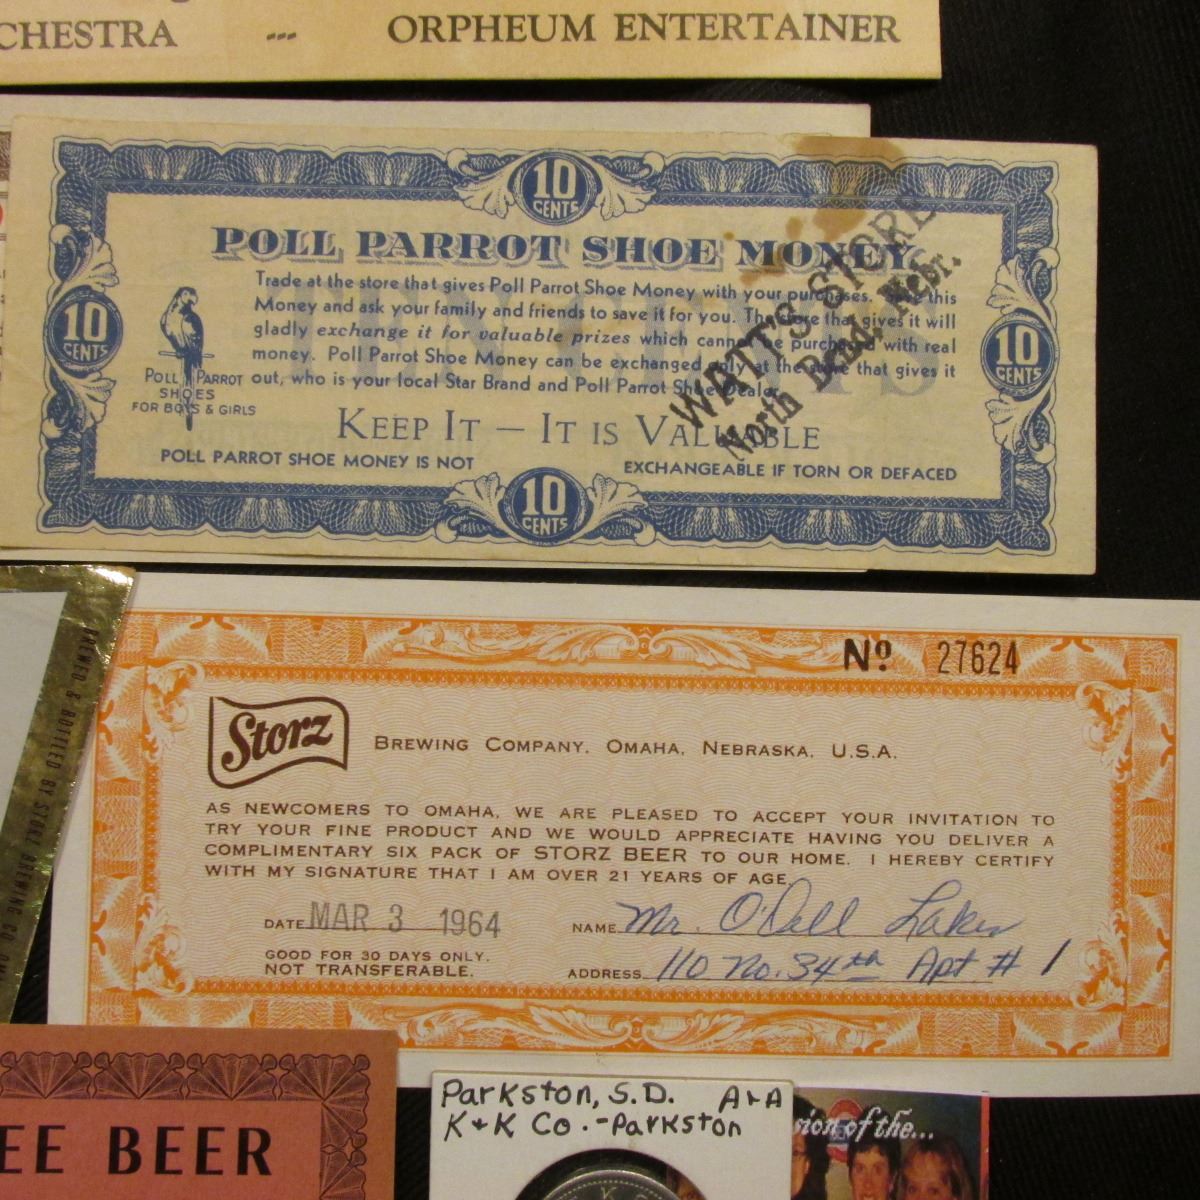 CHESTRA --- ORPHEUM ENTERTAINER
10 CENTS
POLL PARROT SHOE MONEY
Trade at the store that gives Poll Parrot Shoe Money with your purchases. Save this
Money and ask your family and friends to save it for you. The store that gives it will
gladly exchange it for valuable prizes which cannot be purchased with real
money. Poll Parrot Shoe Money can be exchanged only at the store that gives it
out, who is your local Star Brand and Poll Parrot Shoe Dealer.
10 CENTS
10 CENTS
POLL PARROT
SHOES
FOR BOYS & GIRLS
KEEP IT — IT IS VALUABLE
POLL PARROT SHOE MONEY IS NOT EXCHANGEABLE IF TORN OR DEFACED
10 CENTS
WATT'S STORE
North Bend, Nebr.
BREWED & BOTTLED BY STORZ BREWING CO. OM
Nº 27624
Storz
BREWING COMPANY. OMAHA, NEBRASKA, U.S.A.
AS NEWCOMERS TO OMAHA, WE ARE PLEASED TO ACCEPT YOUR INVITATION TO
TRY YOUR FINE PRODUCT AND WE WOULD APPRECIATE HAVING YOU DELIVER A
COMPLIMENTARY SIX PACK OF STORZ BEER TO OUR HOME. I HEREBY CERTIFY
WITH MY SIGNATURE THAT I AM OVER 21 YEARS OF AGE.
DATE MAR 3 1964
NAME Mr. O'Dell Laker
GOOD FOR 30 DAYS ONLY.
NOT TRANSFERABLE.
ADDRESS 110 No. 34th Apt # 1
EE BEER
Parkston, S.D. A+A
K+K Co.-Parkston
sion of the...